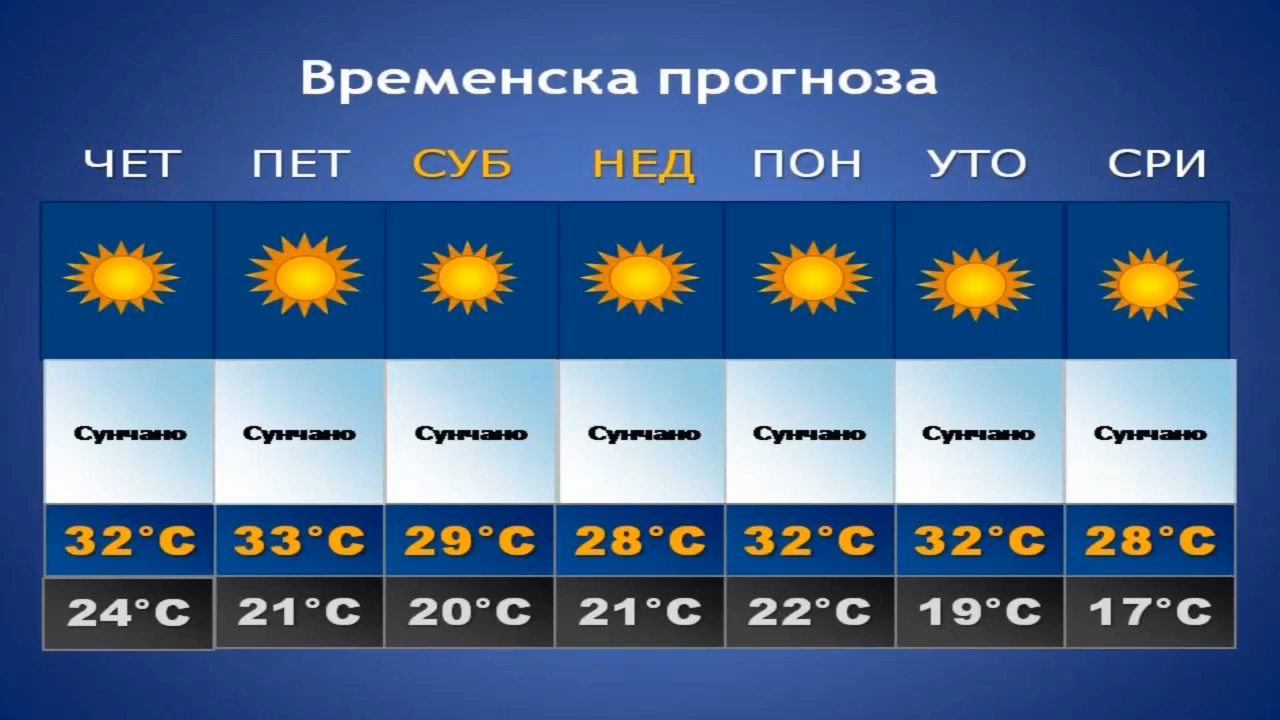 Временска прогноза
ЧЕТ ПЕТ СУБ НЕД ПОН УТО СРИ
Сунчано Сунчано Сунчано Сунчано Сунчано Сунчано Сунчано
32°C 33°C 29°C 28°C 32°C 32°C 28°C
24°C 21°C 20°C 21°C 22°C 19°C 17°C